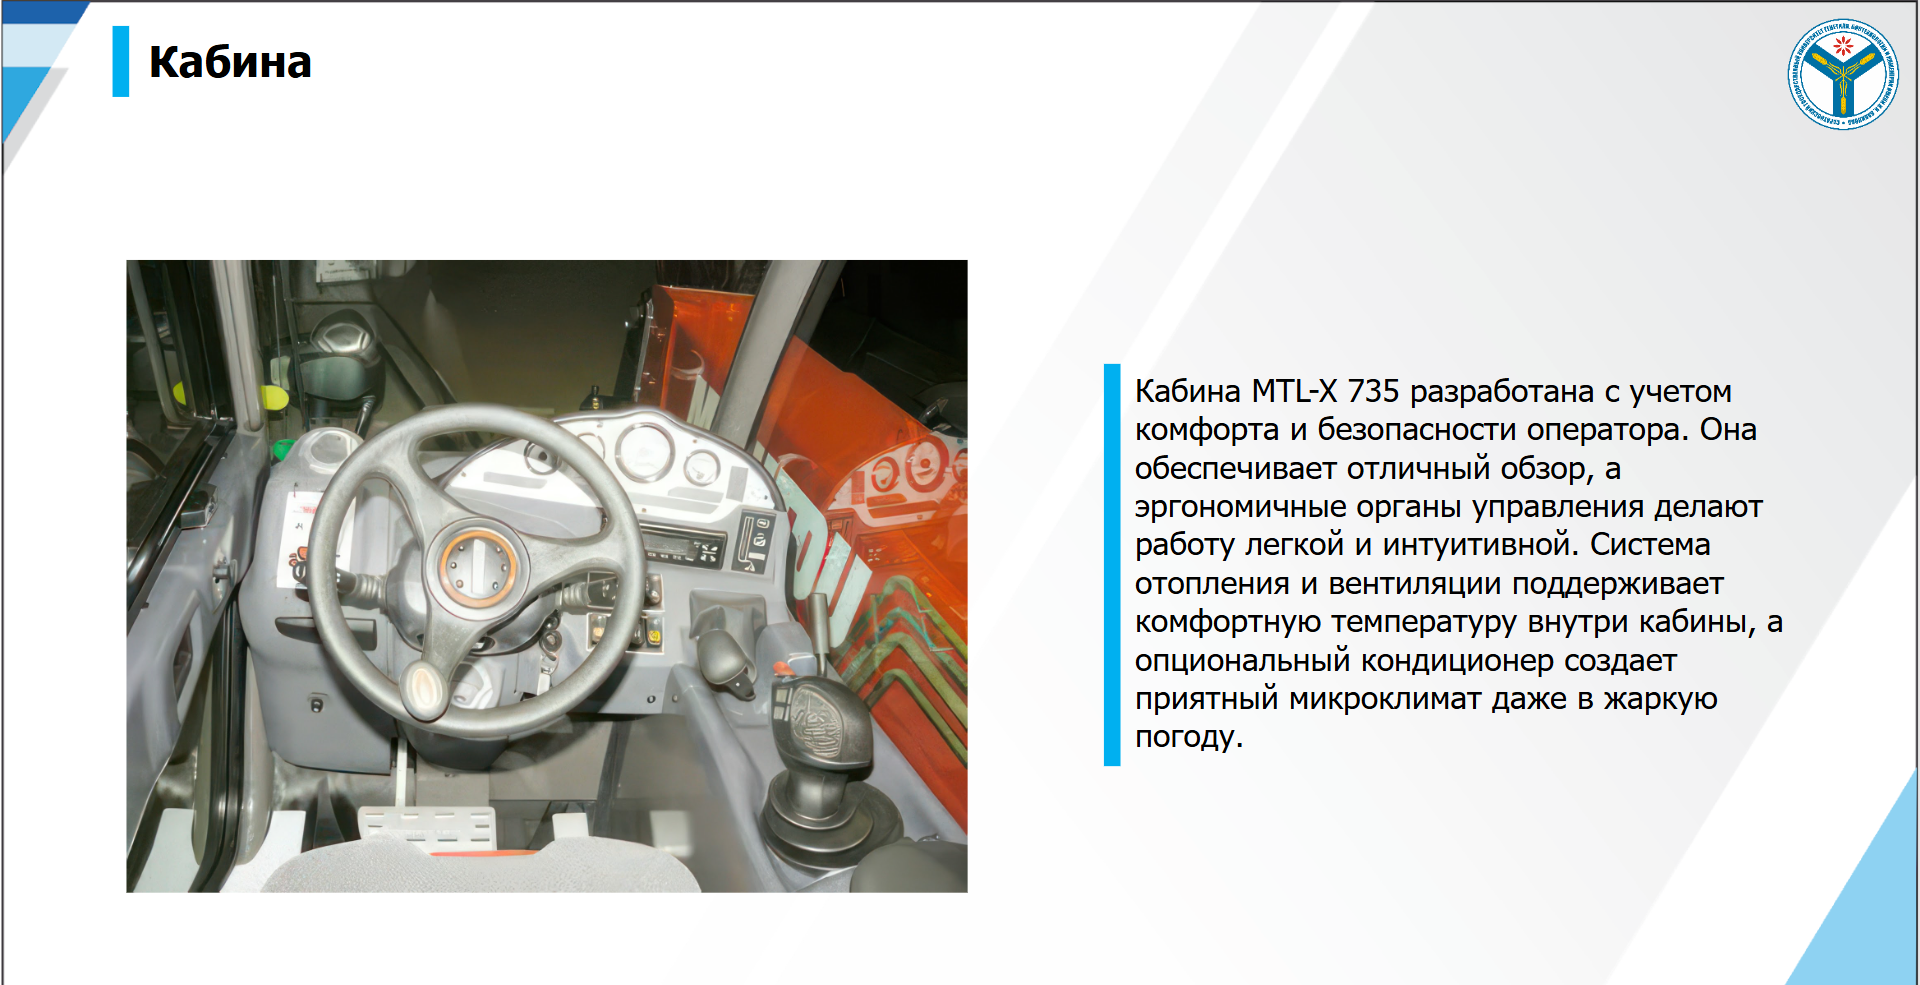 Кабина
Кабина MTL-X 735 разработана с учетом
комфорта и безопасности оператора. Она
обеспечивает отличный обзор, а
эргономичные органы управления делают
работу легкой и интуитивной. Система
отопления и вентиляции поддерживает
комфортную температуру внутри кабины, а
опциональный кондиционер создает
приятный микроклимат даже в жаркую
погоду.